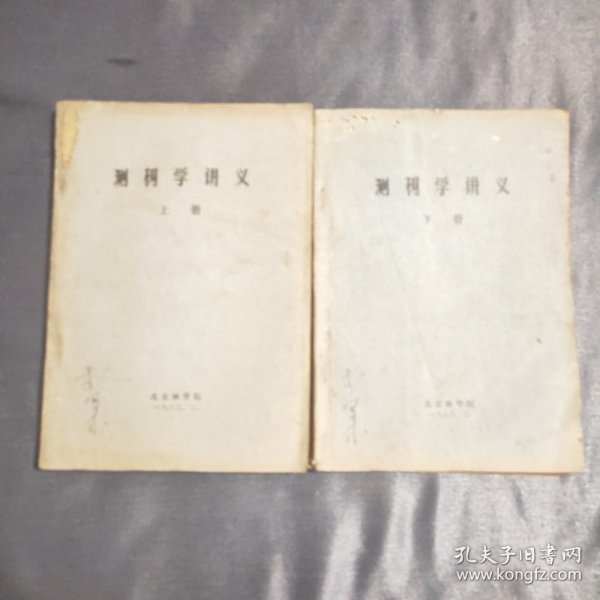 测树学讲义
上册
北京林学院
测树学讲义
下册
北京林学院
孔夫子旧书网
www.kongfz.com